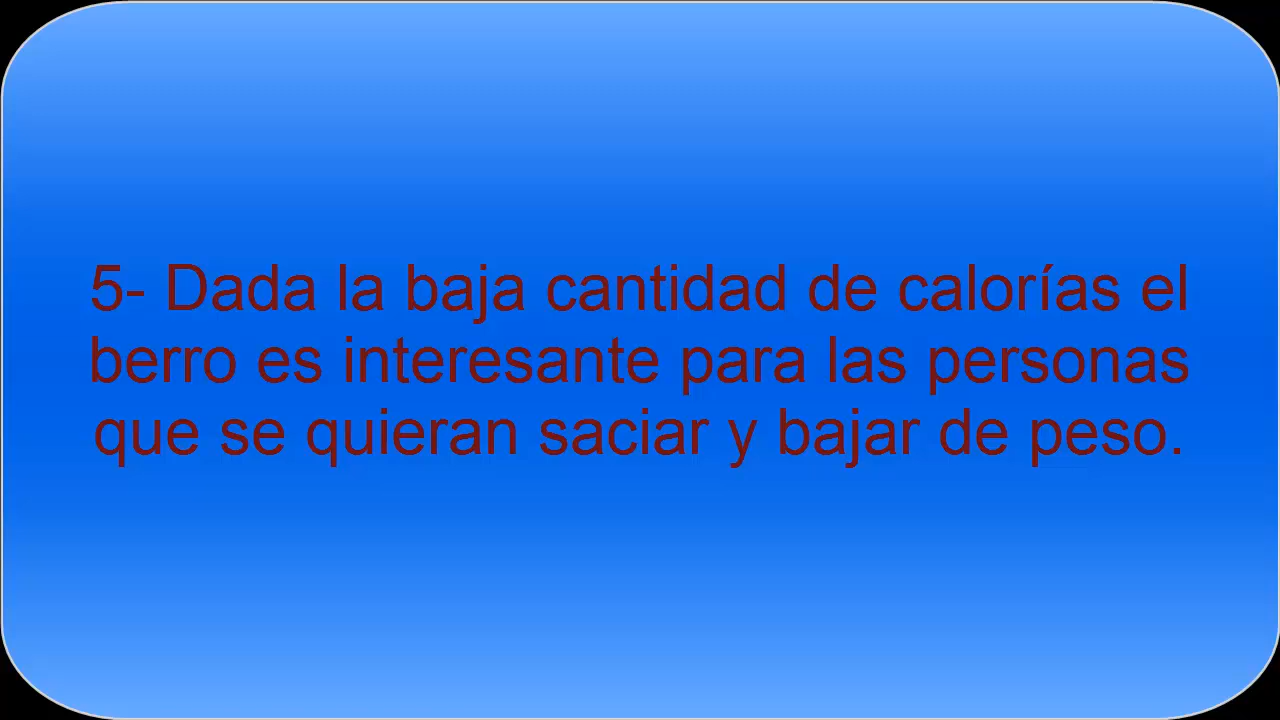 5- Dada la baja cantidad de calorías el
berro es interesante para las personas
que se quieran saciar y bajar de peso.